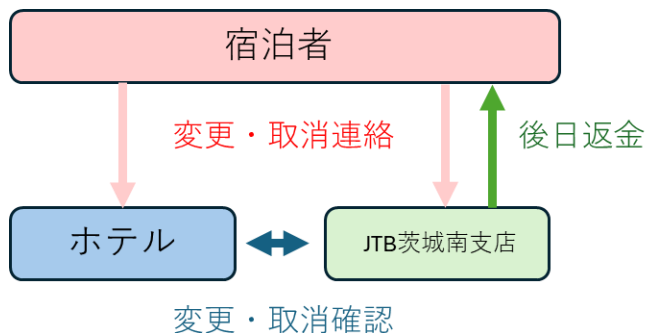 宿泊者
変更・取消連絡
後日返金
ホテル
JTB茨城南支店
変更・取消確認